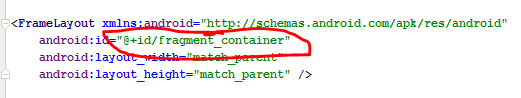 <FrameLayout xmlns:android="http://schemas.android.com/apk/res/android"
android:id="@+id/fragment_container"
android:layout_width="match_parent"
android:layout_height="match_parent" />